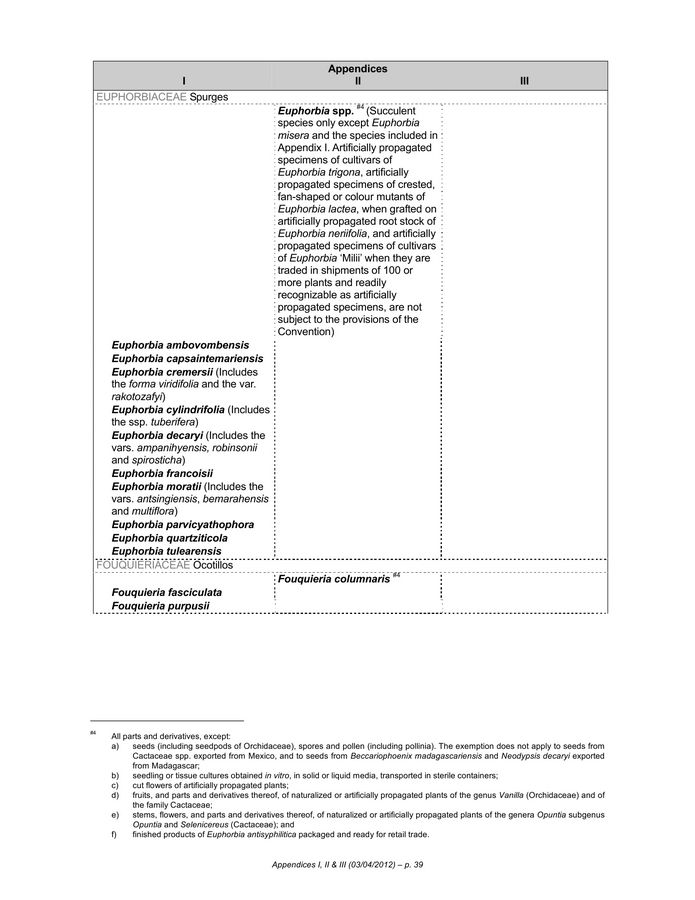 Appendices
I II III
EUPHORBIACEAE Spurges
Euphorbia spp. #4 (Succulent
species only except Euphorbia
misera and the species included in
Appendix I. Artificially propagated
specimens of cultivars of
Euphorbia trigona, artificially
propagated specimens of crested,
fan-shaped or colour mutants of
Euphorbia lactea, when grafted on
artificially propagated root stock of
Euphorbia neriifolia, and artificially
propagated specimens of cultivars
of Euphorbia 'Milii' when they are
traded in shipments of 100 or
more plants and readily
recognizable as artificially
propagated specimens, are not
subject to the provisions of the
Convention)
Euphorbia ambovombensis
Euphorbia capsaintemariensis
Euphorbia cremersii (Includes
the forma viridifolia and the var.
rakotozafyi)
Euphorbia cylindrifolia (Includes
the ssp. tuberifera)
Euphorbia decaryi (Includes the
vars. ampanihyensis, robinsonii
and spirosticha)
Euphorbia francoisii
Euphorbia moratii (Includes the
vars. antsingiensis, bemarahensis
and multiflora)
Euphorbia parvicyathophora
Euphorbia quartziticola
Euphorbia tulearensis
FOUQUIERIACEAE Ocotillos
Fouquieria columnaris #4
Fouquieria fasciculata
Fouquieria purpusii
#4 All parts and derivatives, except:
a) seeds (including seedpods of Orchidaceae), spores and pollen (including pollinia). The exemption does not apply to seeds from
Cactaceae spp. exported from Mexico, and to seeds from Beccariophoenix madagascariensis and Neodypsis decaryi exported
from Madagascar;
b) seedling or tissue cultures obtained in vitro, in solid or liquid media, transported in sterile containers;
c) cut flowers of artificially propagated plants;
d) fruits, and parts and derivatives thereof, of naturalized or artificially propagated plants of the genus Vanilla (Orchidaceae) and of
the family Cactaceae;
e) stems, flowers, and parts and derivatives thereof, of naturalized or artificially propagated plants of the genera Opuntia subgenus
Opuntia and Selenicereus (Cactaceae); and
f) finished products of Euphorbia antisyphilitica packaged and ready for retail trade.
Appendices I, II & III (03/04/2012) – p. 39